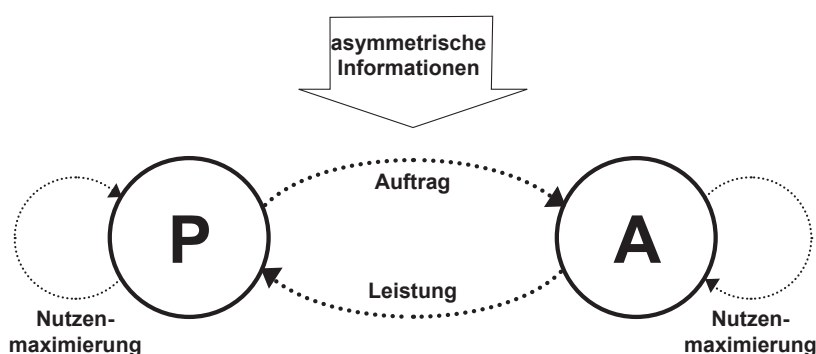 asymmetrische
Informationen
Auftrag
P
A
Leistung
Nutzen-
maximierung
Nutzen-
maximierung